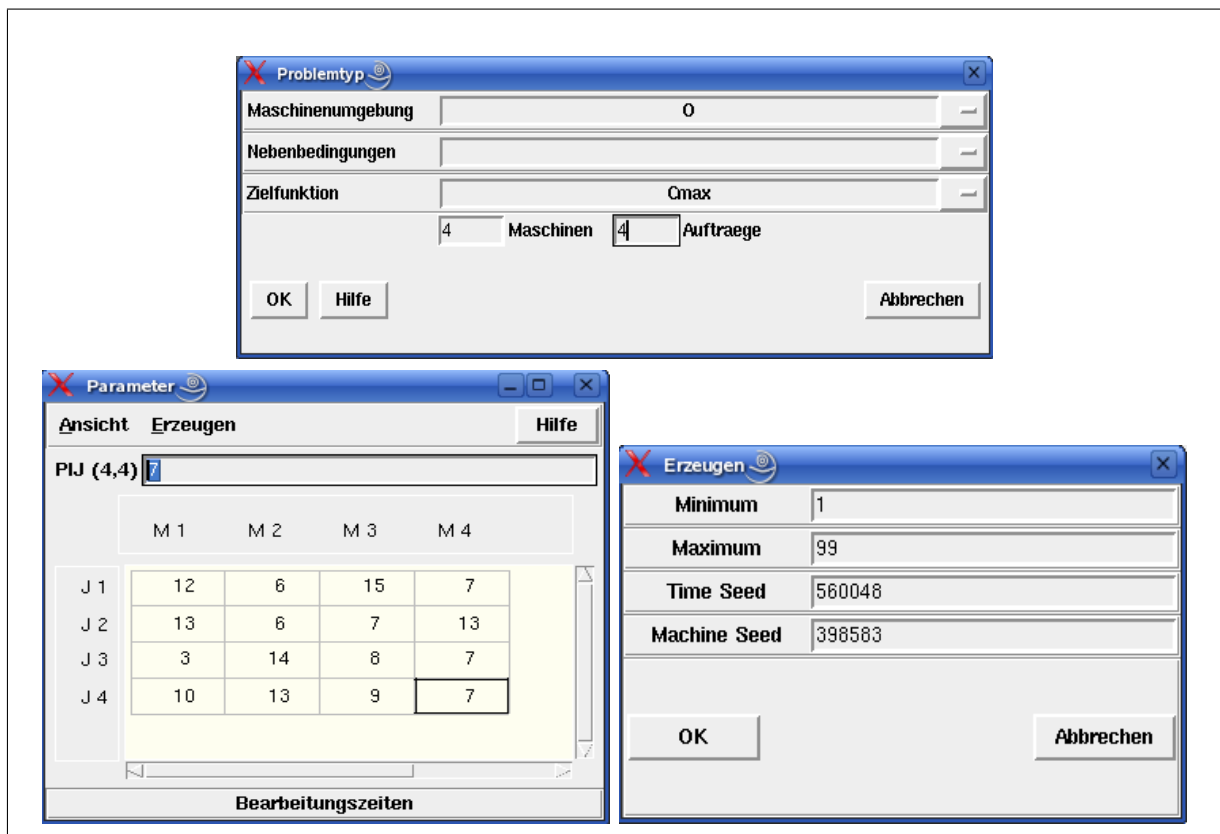 Problemtyp
Maschinenumgebung O
Nebenbedingungen
Zielfunktion Cmax
4 Maschinen 4 Auftraege
OK Hilfe Abbrechen
Parameter
Ansicht Erzeugen Hilfe
PIJ (4,4) 7
M 1 M 2 M 3 M 4
J 1 12 6 15 7
J 2 13 6 7 13
J 3 3 14 8 7
J 4 10 13 9 7
Bearbeitungszeiten
Erzeugen
Minimum 1
Maximum 99
Time Seed 560048
Machine Seed 398583
OK Abbrechen